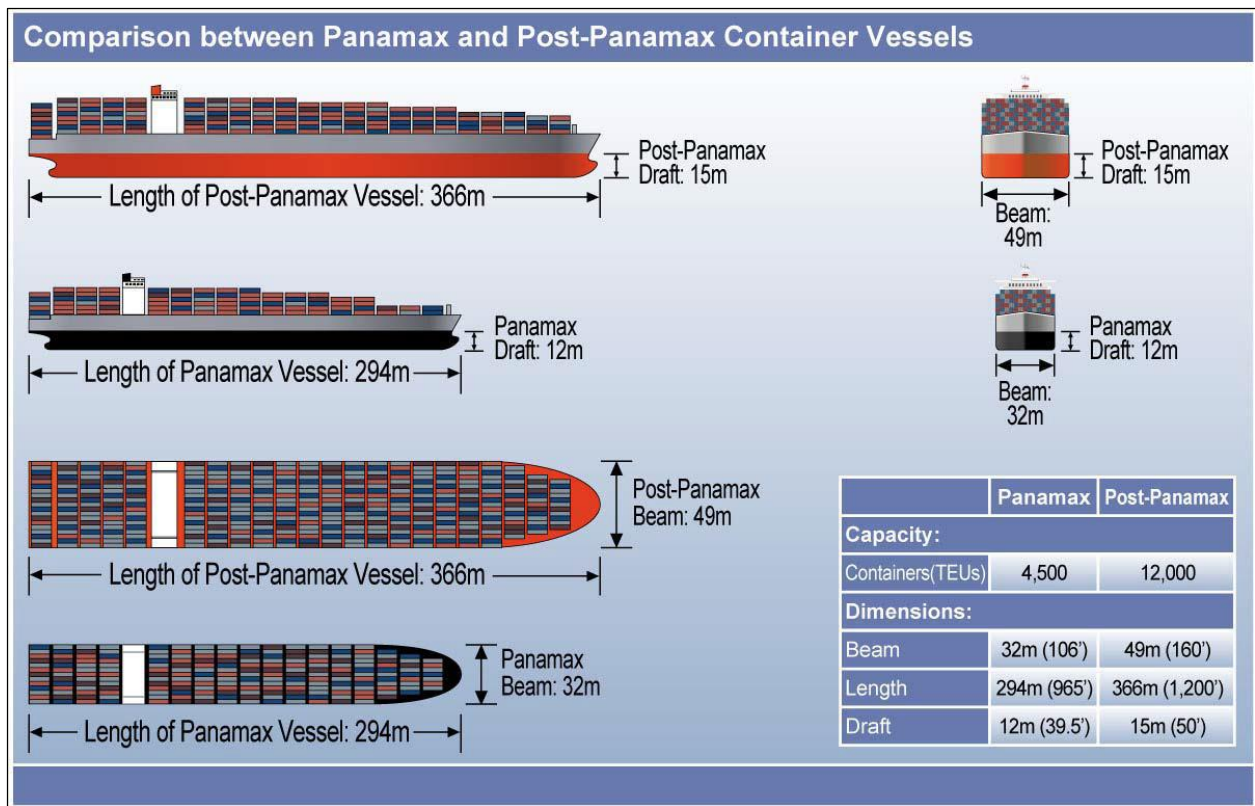 Comparison between Panamax and Post-Panamax Container Vessels
Post-Panamax
Draft: 15m
Length of Post-Panamax Vessel: 366m
Post-Panamax
Draft: 15m
Beam:
49m
Panamax
Draft: 12m
Length of Panamax Vessel: 294m
Panamax
Draft: 12m
Beam:
32m
Post-Panamax
Beam: 49m
Length of Post-Panamax Vessel: 366m
Panamax
Beam: 32m
Length of Panamax Vessel: 294m
Panamax Post-Panamax
Capacity:
Containers(TEUs) 4,500 12,000
Dimensions:
Beam 32m (106’) 49m (160’)
Length 294m (965’) 366m (1,200’)
Draft 12m (39.5’) 15m (50’)